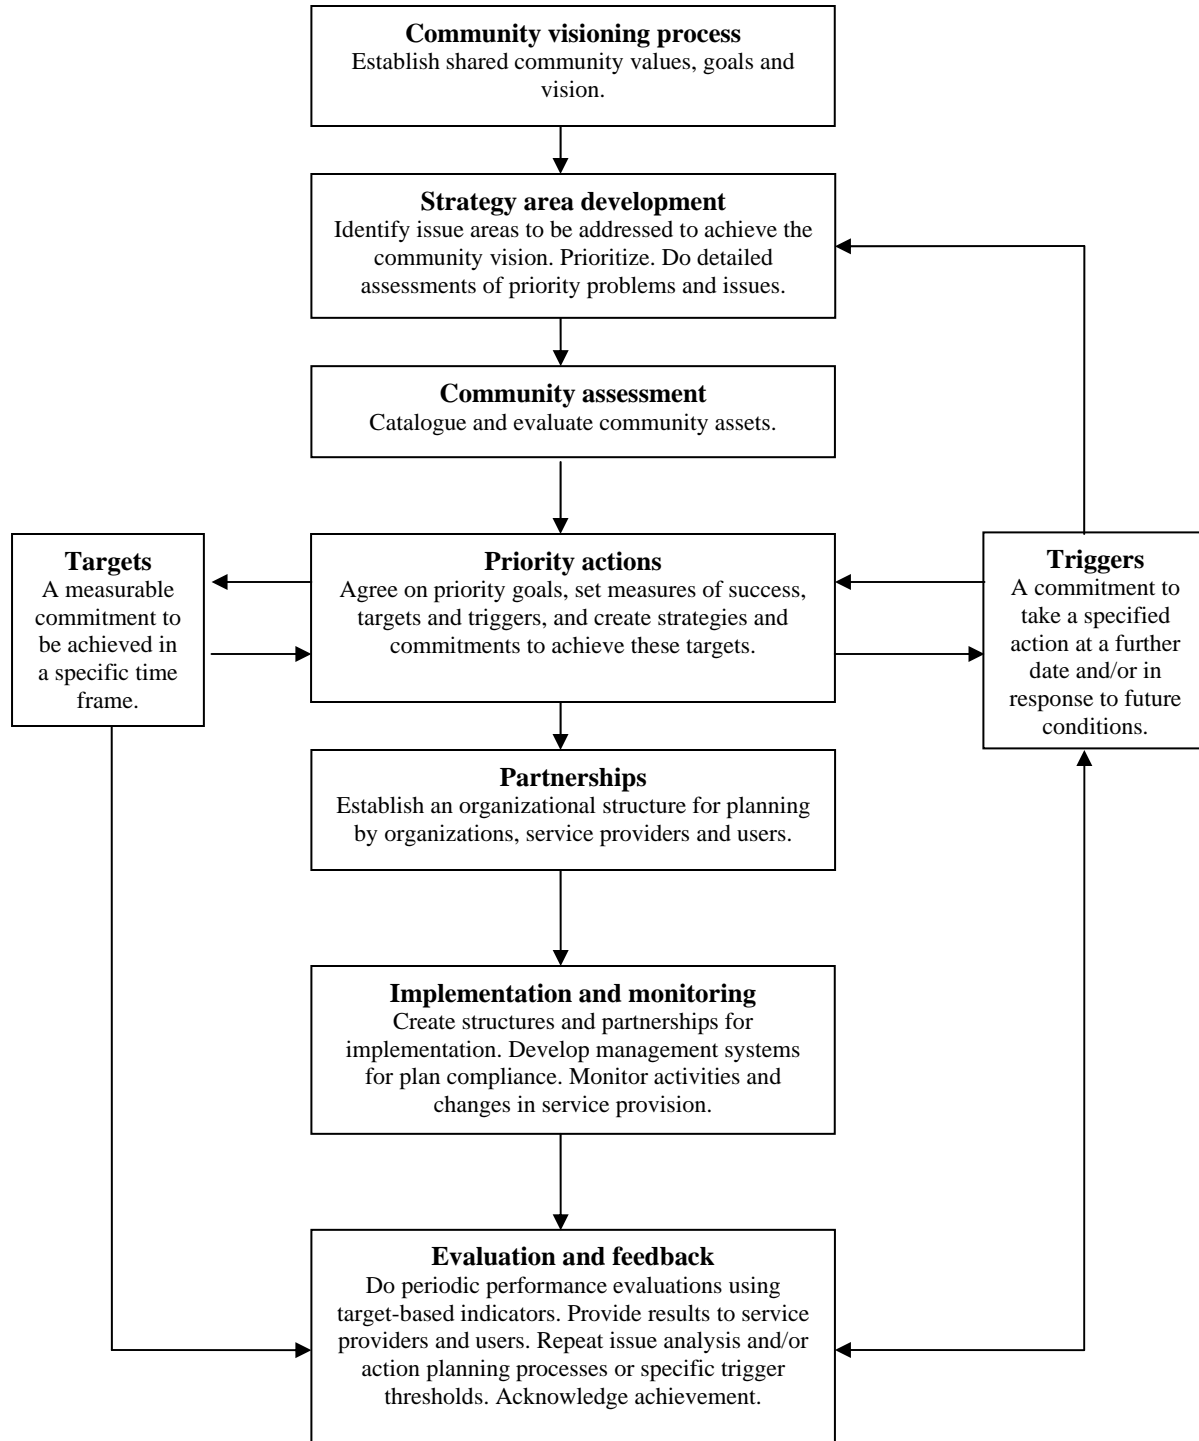 Community visioning process
Establish shared community values, goals and
vision.
Strategy area development
Identify issue areas to be addressed to achieve the
community vision. Prioritize. Do detailed
assessments of priority problems and issues.
Community assessment
Catalogue and evaluate community assets.
Targets
A measurable
commitment to
be achieved in
a specific time
frame.
Priority actions
Agree on priority goals, set measures of success,
targets and triggers, and create strategies and
commitments to achieve these targets.
Triggers
A commitment to
take a specified
action at a further
date and/or in
response to future
conditions.
Partnerships
Establish an organizational structure for planning
by organizations, service providers and users.
Implementation and monitoring
Create structures and partnerships for
implementation. Develop management systems
for plan compliance. Monitor activities and
changes in service provision.
Evaluation and feedback
Do periodic performance evaluations using
target-based indicators. Provide results to service
providers and users. Repeat issue analysis and/or
action planning processes or specific trigger
thresholds. Acknowledge achievement.